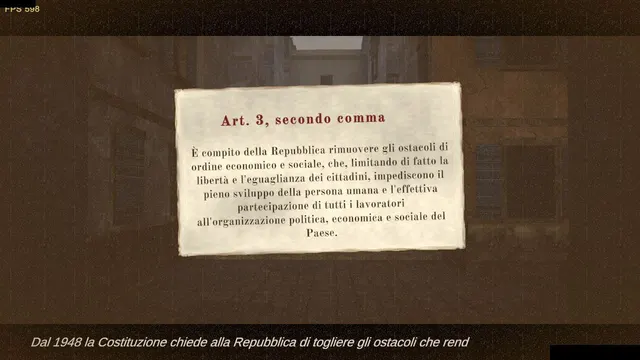 FPS 598
Art. 3, secondo comma
È compito della Repubblica rimuovere gli ostacoli di
ordine economico e sociale, che, limitando di fatto la
libertà e l'eguaglianza dei cittadini, impediscono il
pieno sviluppo della persona umana e l'effettiva
partecipazione di tutti i lavoratori
all'organizzazione politica, economica e sociale del
Paese.
Dal 1948 la Costituzione chiede alla Repubblica di togliere gli ostacoli che rend